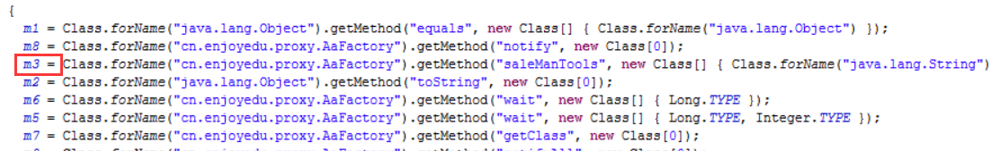 {
m1 = Class.forName("java.lang.Object").getMethod("equals", new Class[] { Class.forName("java.lang.Object") });
m8 = Class.forName("cn.enjoyedu.proxy.AaFactory").getMethod("notify", new Class[0]);
m3 = Class.forName("cn.enjoyedu.proxy.AaFactory").getMethod("saleManTools", new Class[] { Class.forName("java.lang.String")
m2 = Class.forName("java.lang.Object").getMethod("toString", new Class[0]);
m6 = Class.forName("cn.enjoyedu.proxy.AaFactory").getMethod("wait", new Class[] { Long.TYPE });
m5 = Class.forName("cn.enjoyedu.proxy.AaFactory").getMethod("wait", new Class[] { Long.TYPE, Integer.TYPE });
m7 = Class.forName("cn.enjoyedu.proxy.AaFactory").getMethod("getClass", new Class[0]);